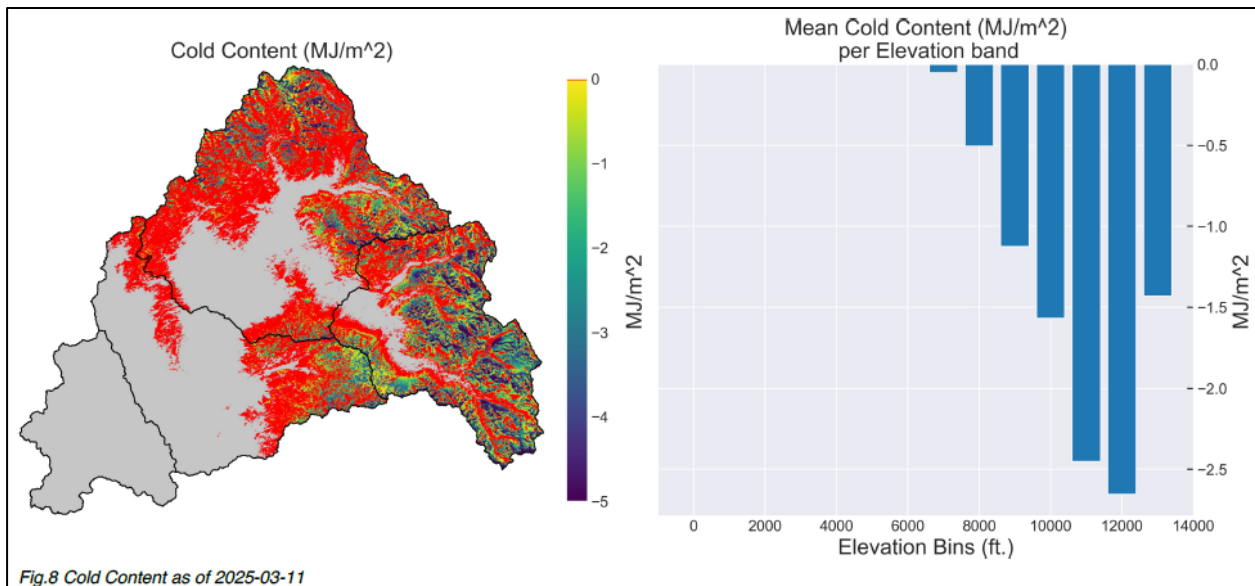 Cold Content (MJ/m^2)
0
−1
−2
−3
−4
−5
Mean Cold Content (MJ/m^2)
per Elevation band
0.0
−0.5
−1.0
−1.5
−2.0
−2.5
MJ/m^2
MJ/m^2
0 2000 4000 6000 8000 10000 12000 14000
Elevation Bins (ft.)
Fig.8 Cold Content as of 2025-03-11